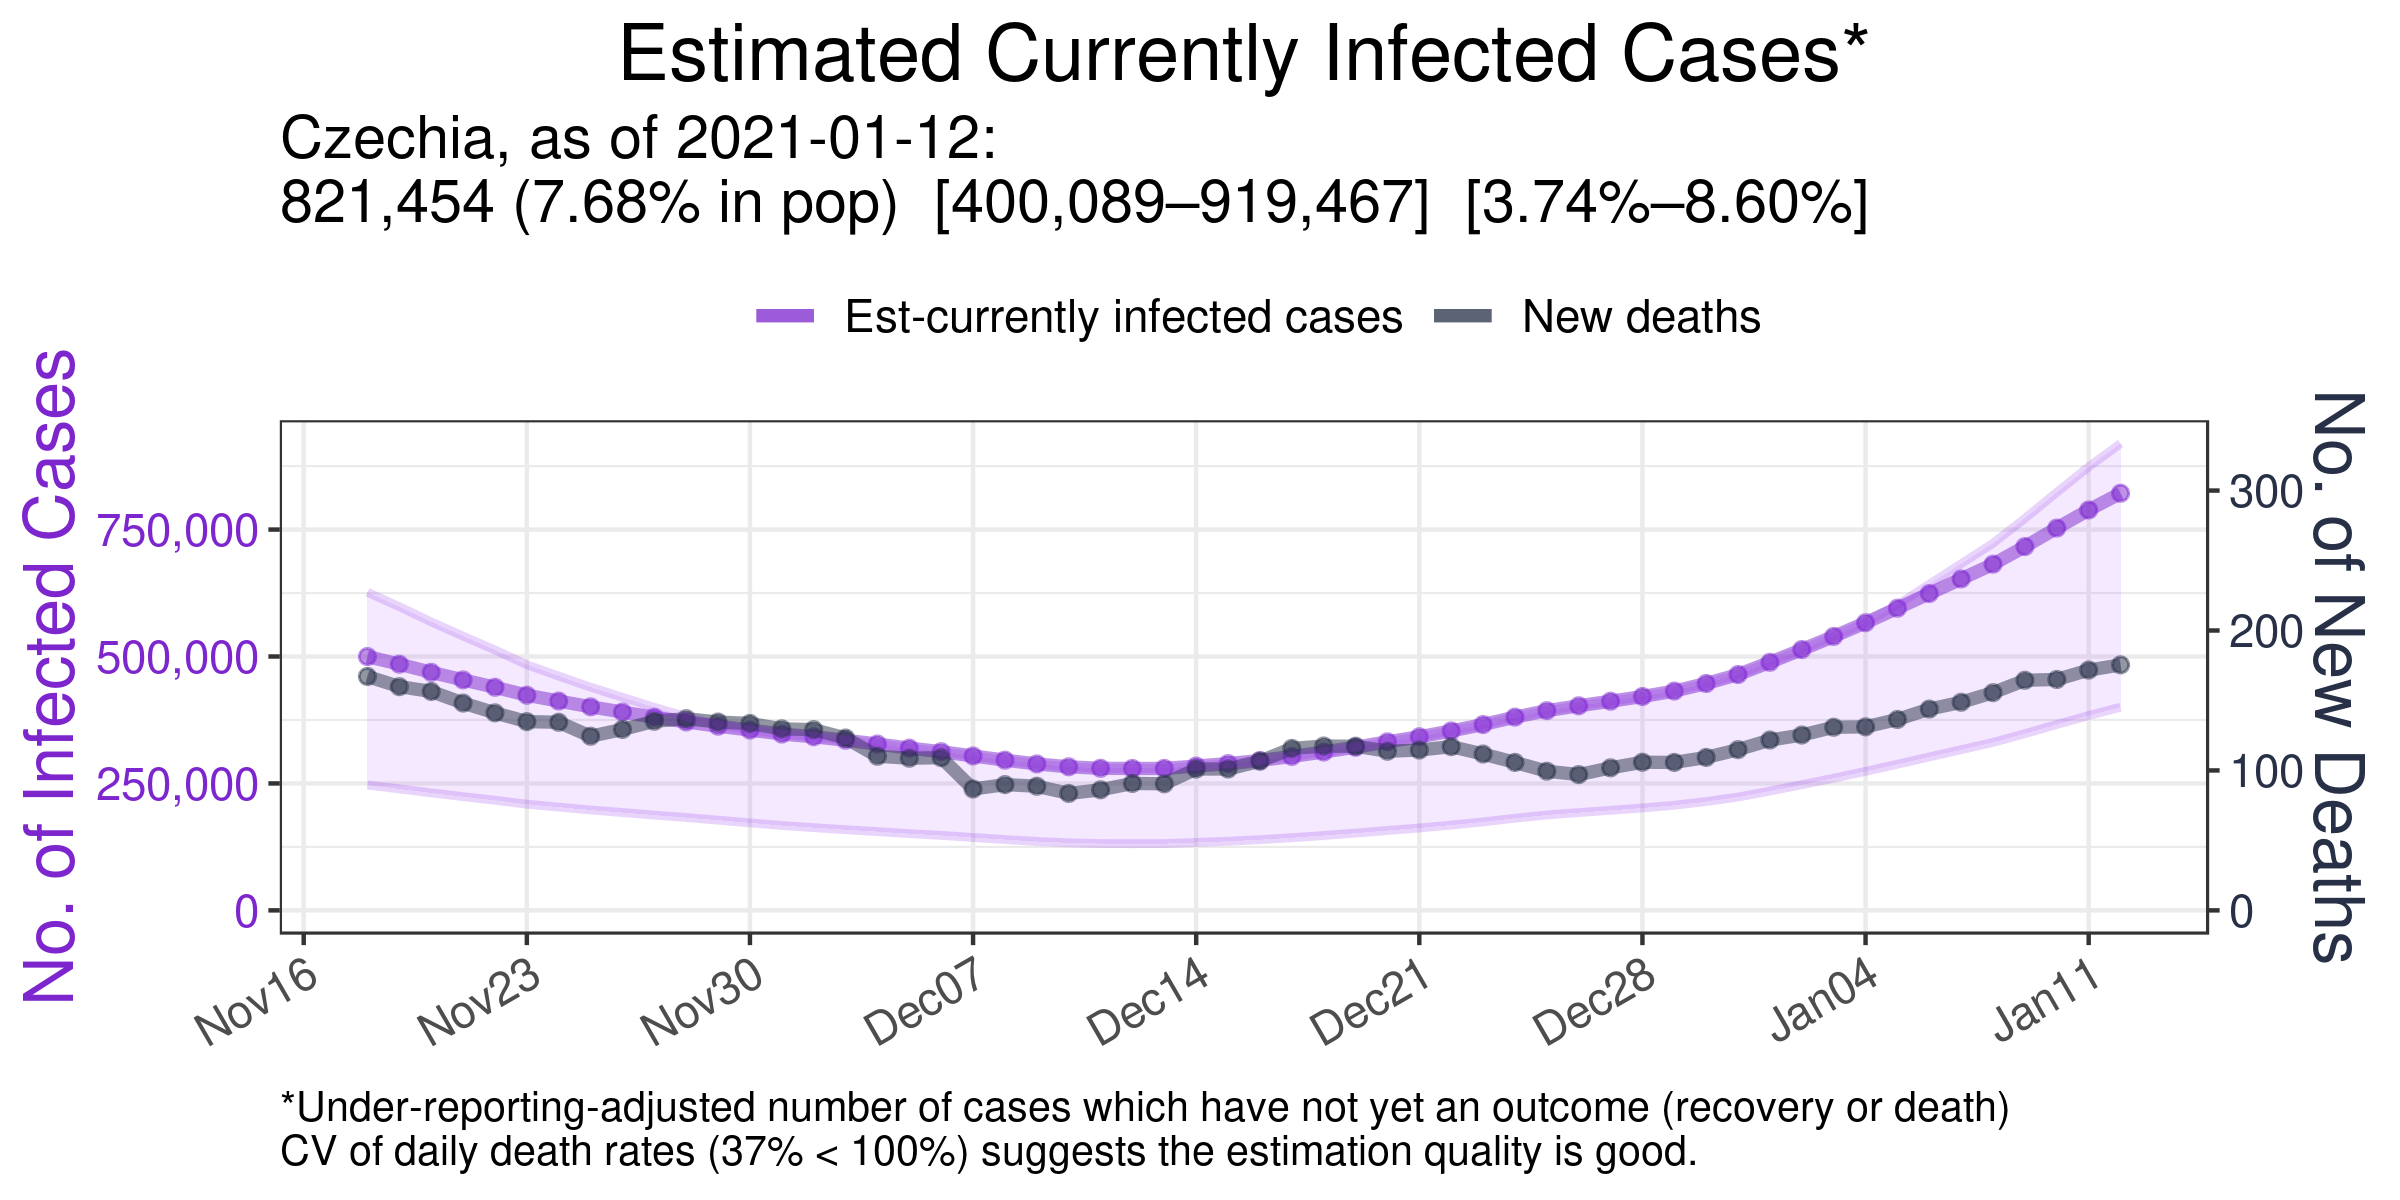 Estimated Currently Infected Cases*
Czechia, as of 2021-01-12:
821,454 (7.68% in pop) [400,089–919,467] [3.74%–8.60%]
Est-currently infected cases
New deaths
No. of Infected Cases
750,000
500,000
250,000
0
300
200
100
0
No. of New Deaths
Nov16
Nov23
Nov30
Dec07
Dec14
Dec21
Dec28
Jan04
Jan11
*Under-reporting-adjusted number of cases which have not yet an outcome (recovery or death)
CV of daily death rates (37% < 100%) suggests the estimation quality is good.